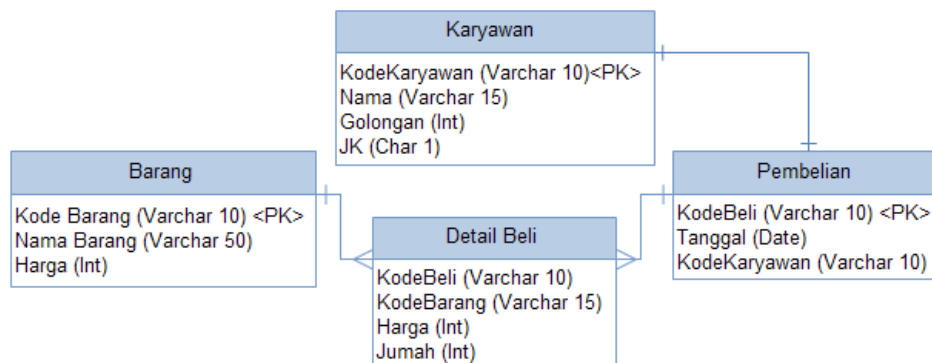 Karyawan
KodeKaryawan (Varchar 10)<PK>
Nama (Varchar 15)
Golongan (Int)
JK (Char 1)
Barang
Kode Barang (Varchar 10) <PK>
Nama Barang (Varchar 50)
Harga (Int)
Pembelian
KodeBeli (Varchar 10) <PK>
Tanggal (Date)
KodeKaryawan (Varchar 10)
Detail Beli
KodeBeli (Varchar 10)
KodeBarang (Varchar 15)
Harga (Int)
Jumah (Int)